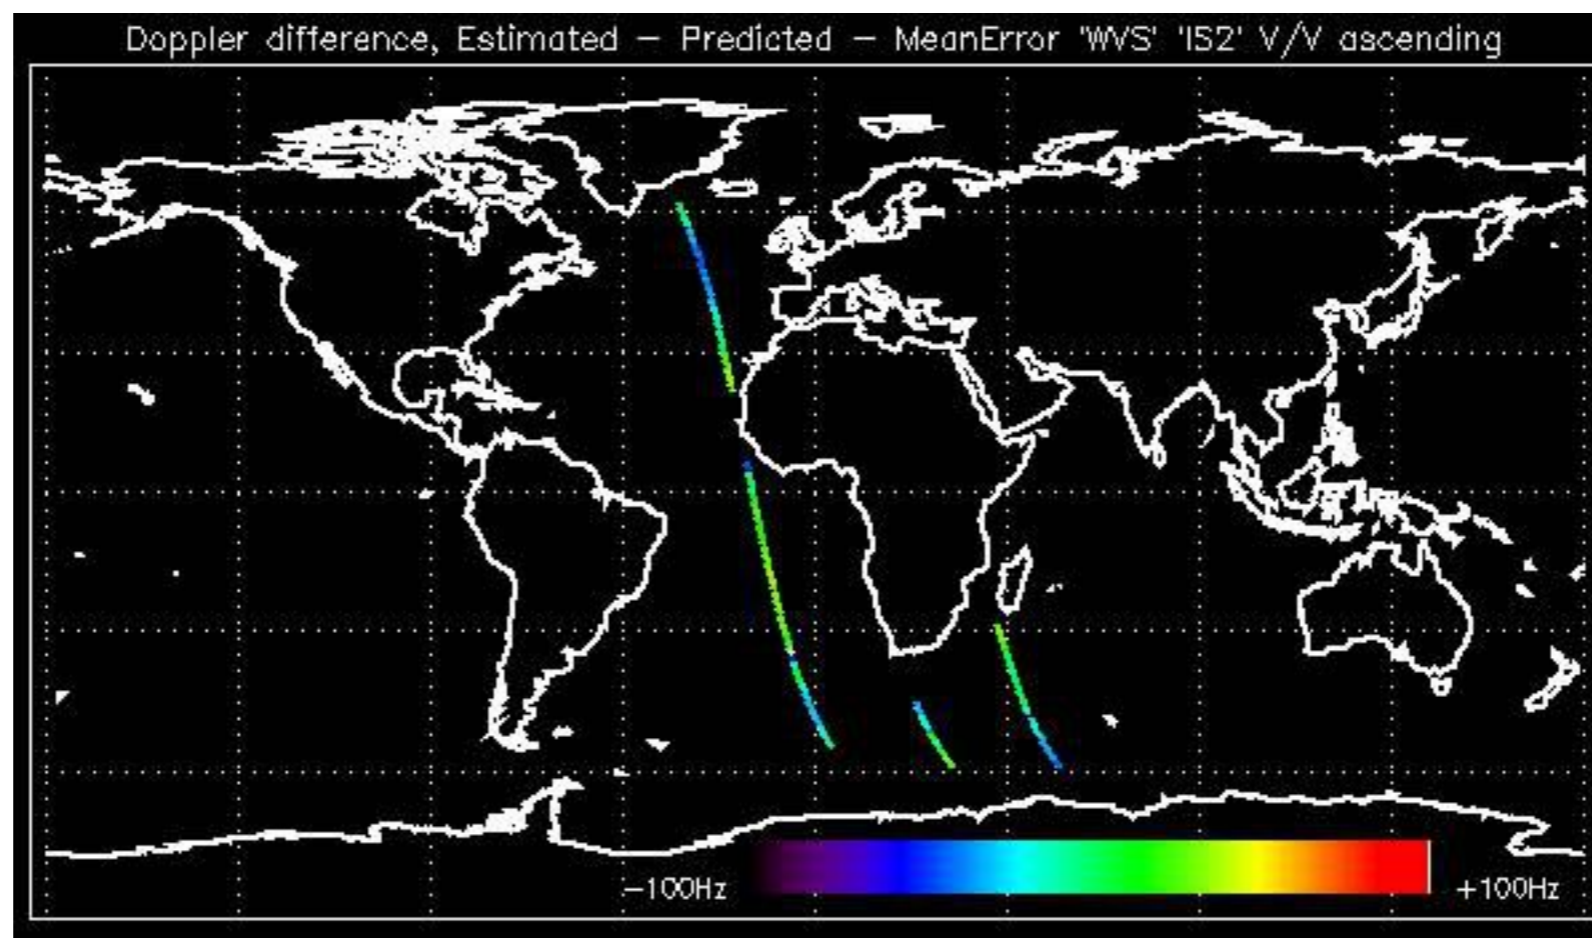 Doppler difference, Estimated – Predicted – MeanError 'WVS' 'IS2' V/V ascending
−100Hz
+100Hz